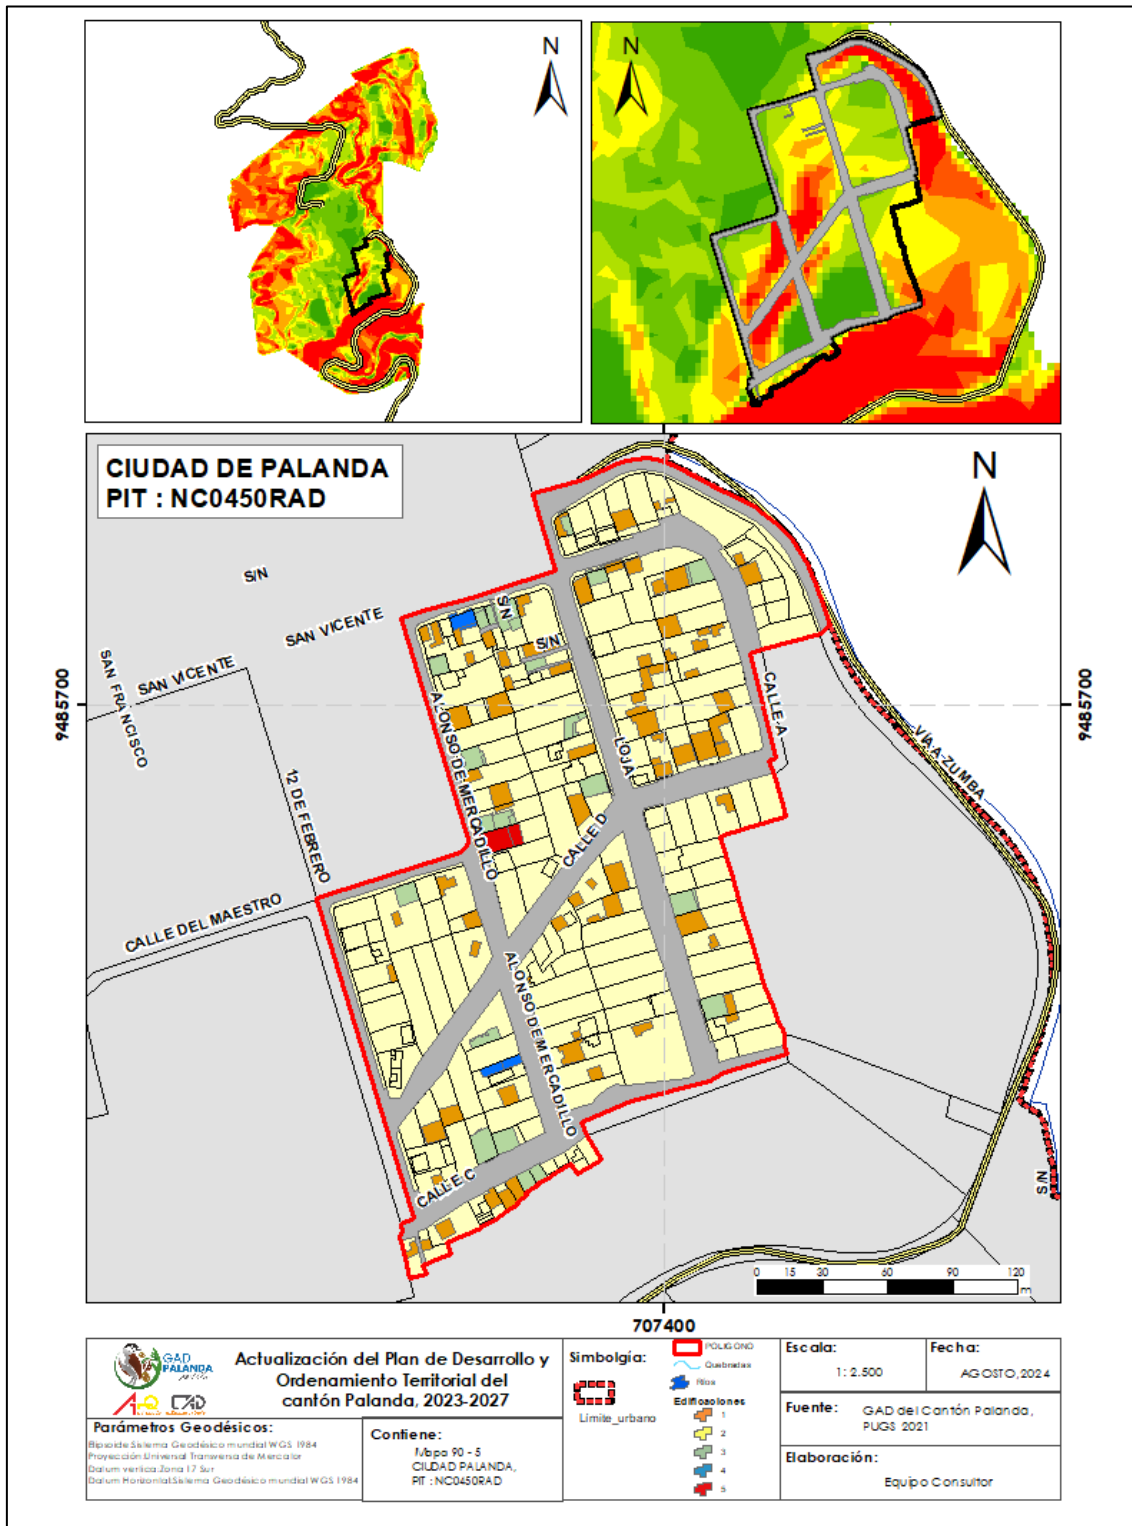 N
N
CIUDAD DE PALANDA
PIT : NC0450RAD
N
S/N
SAN VICENTE
SAN VICENTE
SAN FRANCISCO
S/N
S/N
ALONSO DE MERCADILLO
LOJA
CALLE A
VÍA A ZUMBA
9485700
9485700
12 DE FEBRERO
CALLE D
CALLE DEL MAESTRO
ALONSO DE MERCADILLO
CALLE C
S/N
0 15 30 60 90 120
m
707400
GAD
PALANDA
Actualización del Plan de Desarrollo y
Ordenamiento Territorial del
cantón Palanda, 2023-2027
Parámetros Geodésicos:
Elipsoide:Sistema Geodésico mundial WGS 1984
Proyección:Universal Transversa de Mercator
Datum vertica:Zona 17 Sur
Datum Horizontal:Sistema Geodésico mundial WGS 1984
Contiene:
Mapa 90 - 5
CIUDAD PALANDA,
PIT : NC0450RAD
Simbolgía:
Limite_urbano
POLIGONO
Quebradas
Rios
Edificaciones
1
2
3
4
5
Escala:
1: 2.500
Fecha:
AGOSTO,2024
Fuente:
GAD del Cantón Palanda,
PUGS 2021
Elaboración:
Equipo Consultor